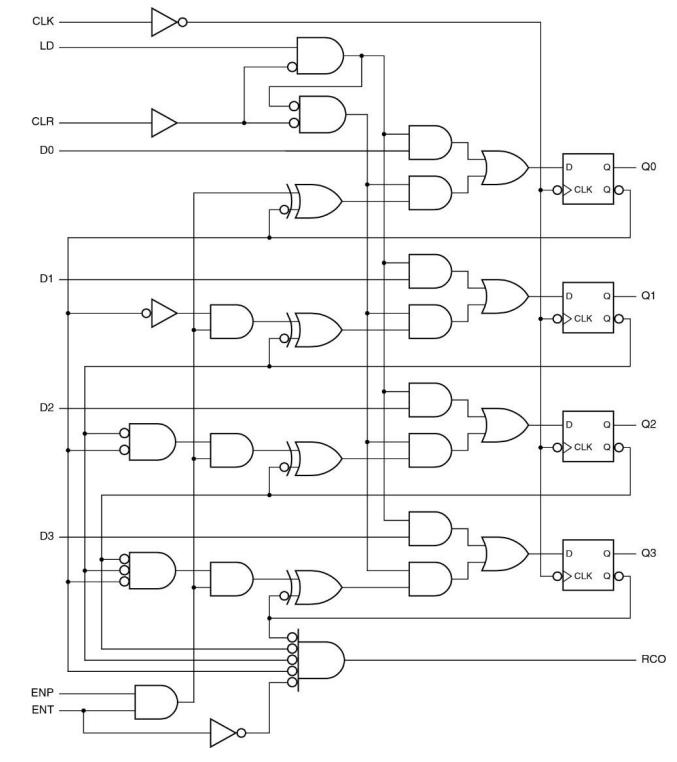 CLK
LD
CLR
D0
D Q Q0
CLK Q
D1
D Q Q1
CLK Q
D2
D Q Q2
CLK Q
D3
D Q Q3
CLK Q
RCO
ENP
ENT